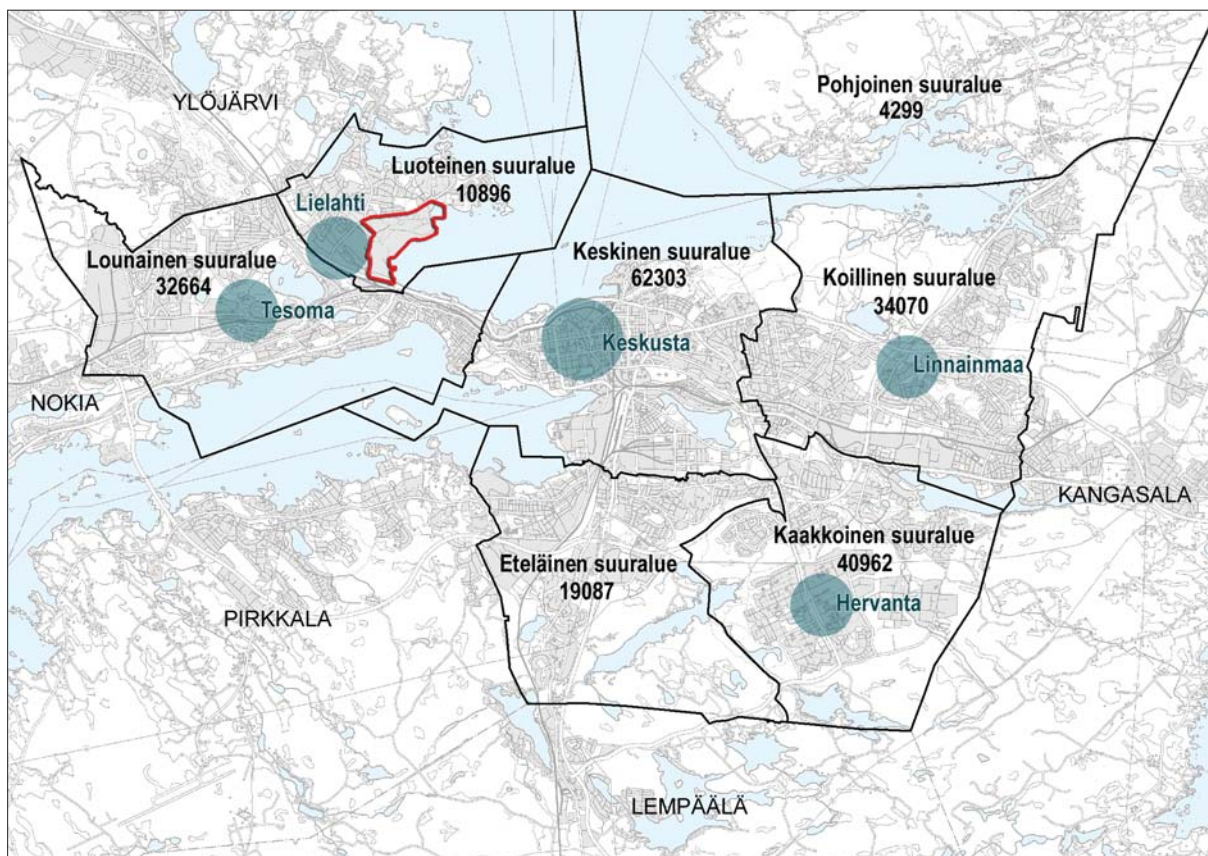 Pohjoinen suuralue
4299
YLÖJÄRVI
Luoteinen suuralue
10896
Lielahti
Lounainen suuralue
32664
Tesoma
Keskinen suuralue
62303
Keskusta
Koillinen suuralue
34070
Linnainmaa
NOKIA
KANGASALA
Eteläinen suuralue
19087
Kaakkoinen suuralue
40962
Hervanta
PIRKKALA
LEMPÄÄLÄ